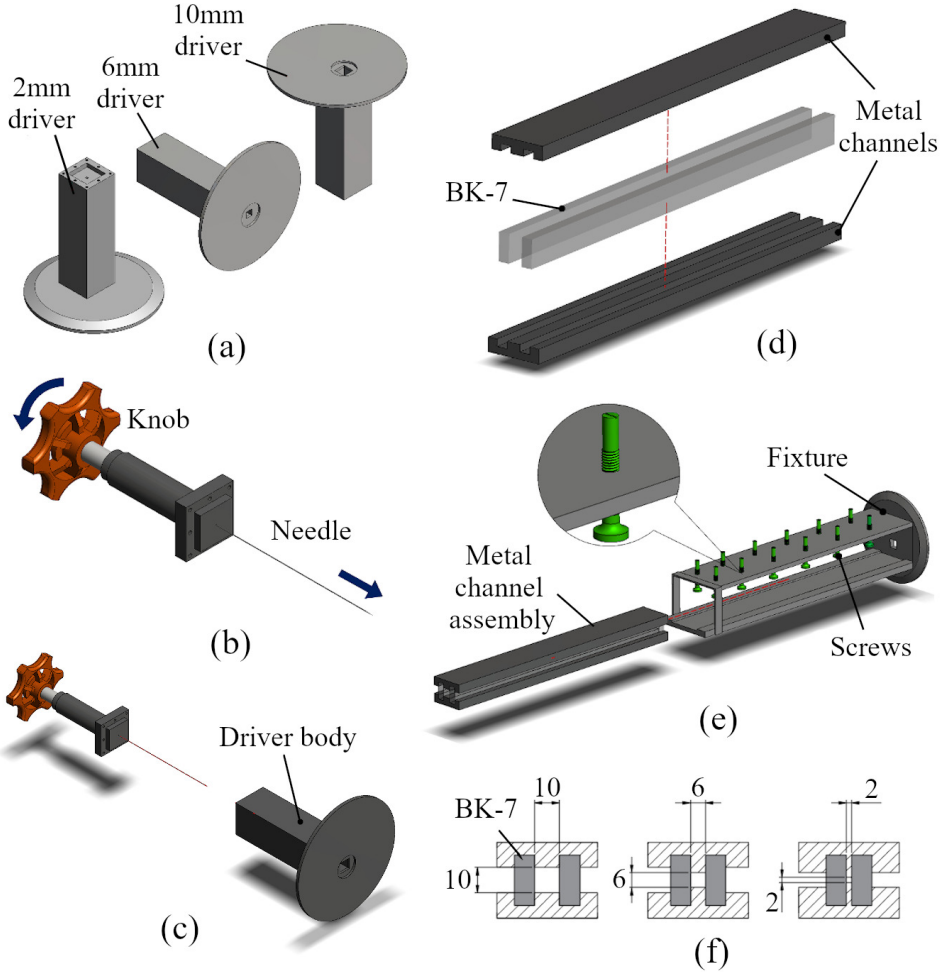 10mm
driver
6mm
driver
2mm
driver
(a)
Metal
channels
BK-7
(d)
Knob
Needle
(b)
Fixture
Metal
channel
assembly
Screws
(e)
Driver body
(c)
BK-7
10
10
6
6
2
2
(f)